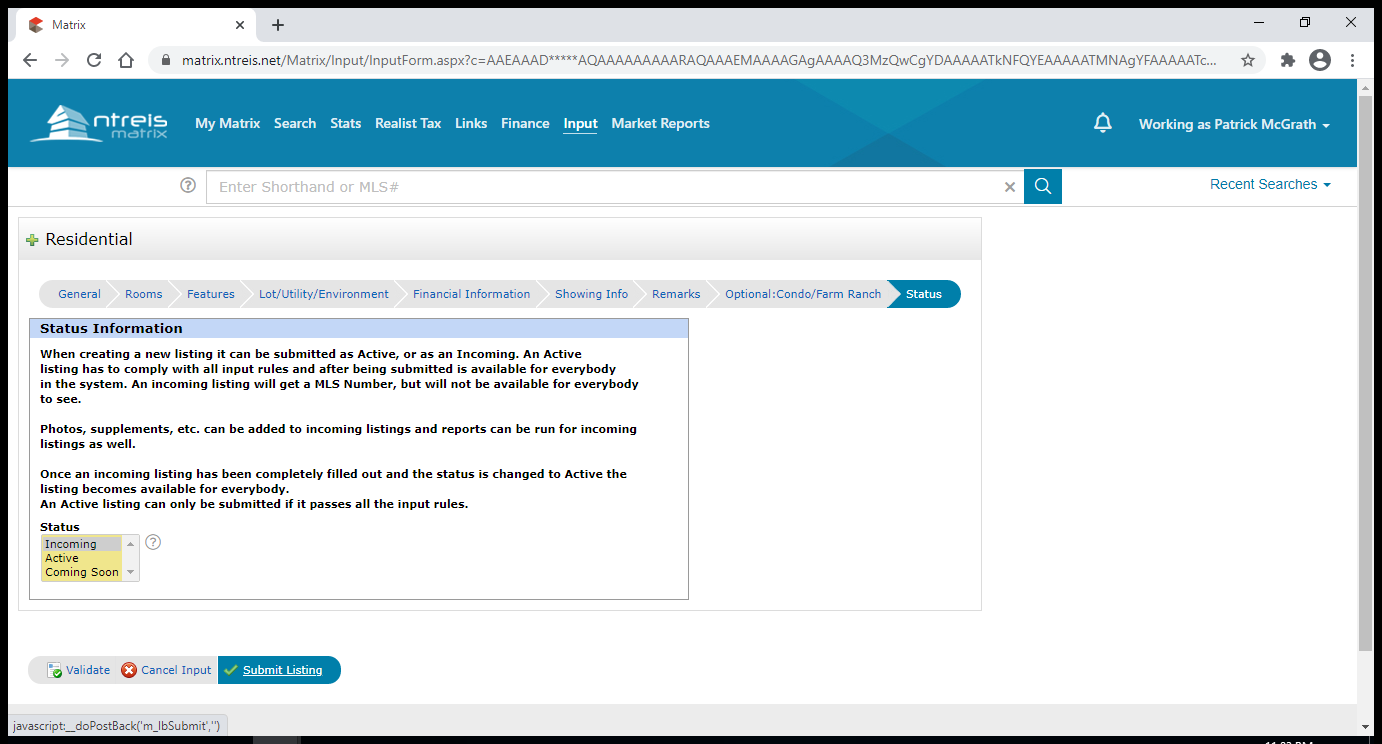 Matrix
matrix.ntreis.net/Matrix/Input/InputForm.aspx?c=AAEAAAD*****AQAAAAAAAAARAQAAAEMAAAAGAgAAAAQ3MzQwCgYDAAAAATkNFQYEAAAAATMNAgYFAAAAATc...
ntreis
matrix
My Matrix Search Stats Realist Tax Links Finance Input Market Reports
Working as Patrick McGrath
Enter Shorthand or MLS#
Recent Searches
Residential
General Rooms Features Lot/Utility/Environment Financial Information Showing Info Remarks Optional:Condo/Farm Ranch Status
Status Information
When creating a new listing it can be submitted as Active, or as an Incoming. An Active
listing has to comply with all input rules and after being submitted is available for everybody
in the system. An incoming listing will get a MLS Number, but will not be available for everybody
to see.
Photos, supplements, etc. can be added to incoming listings and reports can be run for incoming
listings as well.
Once an incoming listing has been completely filled out and the status is changed to Active the
listing becomes available for everybody.
An Active listing can only be submitted if it passes all the input rules.
Status
Incoming
Active
Coming Soon
Validate Cancel Input Submit Listing
javascript:__doPostBack('m_lbSubmit','')